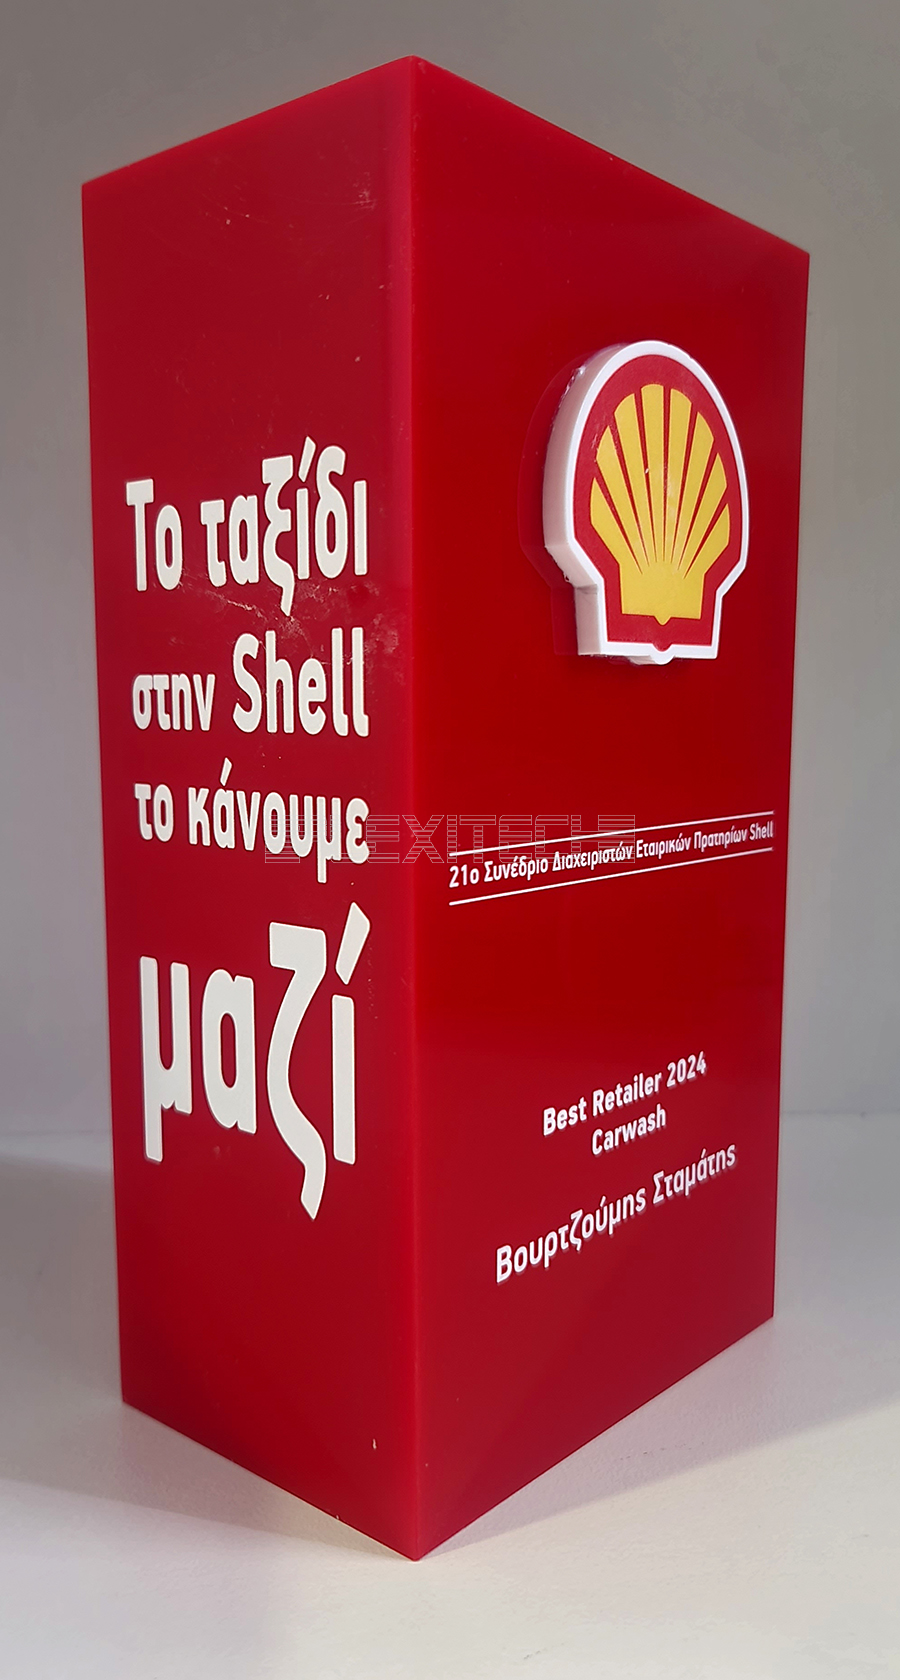 Το ταξίδι
στην Shell
το κάνουμε
μαζί
PLEXITECH
21ο Συνέδριο Διαχειριστών Εταιρικών Πρατηρίων Shell
Best Retailer 2024
Carwash
Βουρτζούμης Σταμάτης